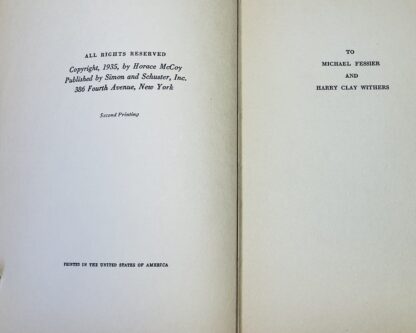 ALL RIGHTS RESERVED
Copyright, 1935, by Horace McCoy
Published by Simon and Schuster, Inc.
386 Fourth Avenue, New York
Second Printing
PRINTED IN THE UNITED STATES OF AMERICA
TO
MICHAEL FESSIER
AND
HARRY CLAY WITHERS